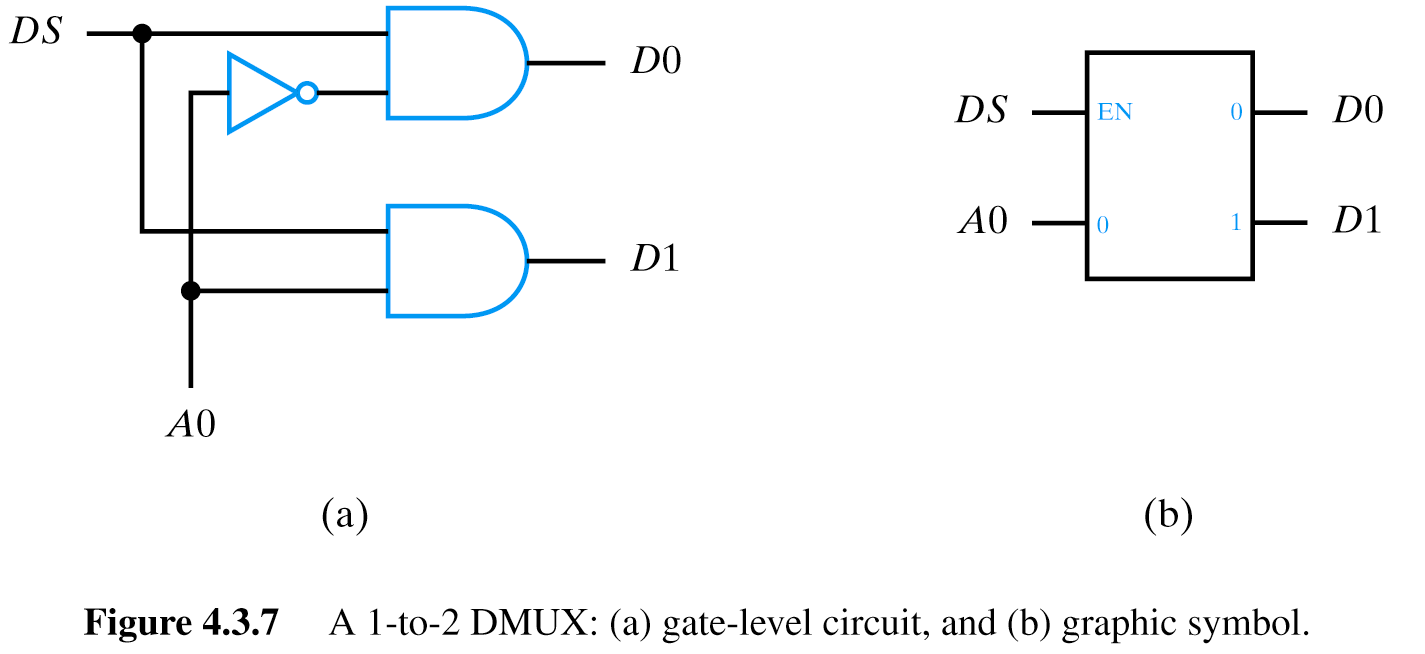 DS
D0
D1
A0
(a)
DS
EN
0
D0
A0
0
1
D1
(b)
Figure 4.3.7 A 1-to-2 DMUX: (a) gate-level circuit, and (b) graphic symbol.